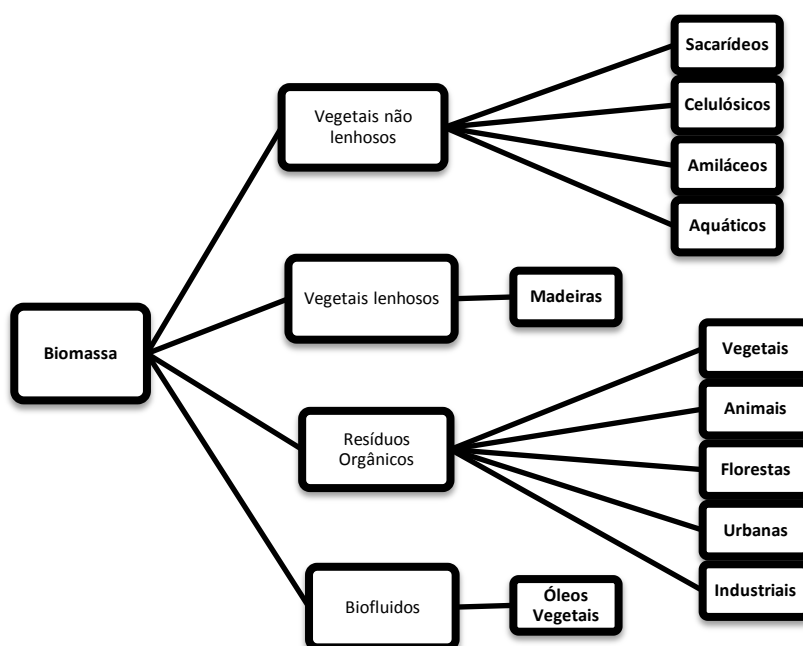 Biomassa
Vegetais não
lenhosos
Sacarídeos
Celulósicos
Amiláceos
Aquáticos
Vegetais lenhosos
Madeiras
Resíduos
Orgânicos
Vegetais
Animais
Florestas
Urbanas
Industriais
Biofluidos
Óleos
Vegetais